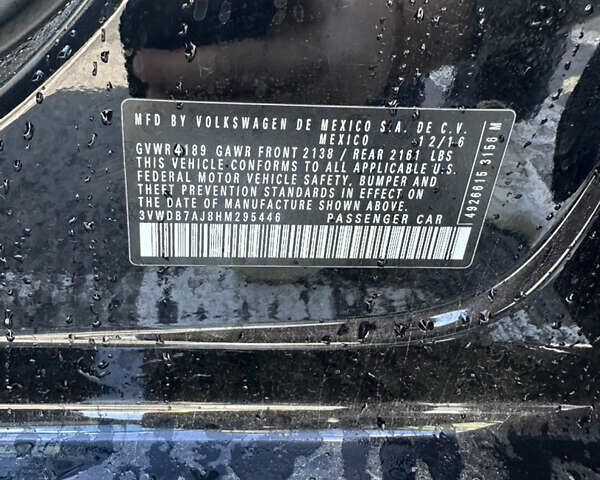 MFD BY VOLKSWAGEN DE MEXICO S.A. DE C.V.
MEXICO 12/16
GVWR 4189 GAWR FRONT 2138 / REAR 2161 LBS
THIS VEHICLE CONFORMS TO ALL APPLICABLE U.S.
FEDERAL MOTOR VEHICLE SAFETY, BUMPER AND
THEFT PREVENTION STANDARDS IN EFFECT ON
THE DATE OF MANUFACTURE SHOWN ABOVE.
3VWDB7AJ8HM295446 PASSENGER CAR
4926615 3158 M